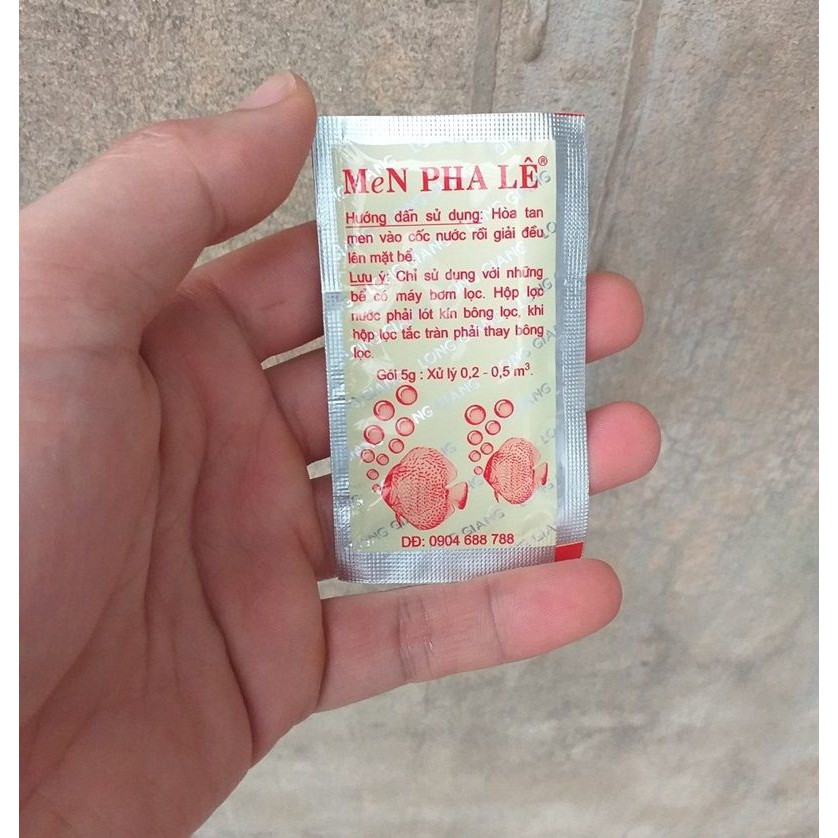 MeN PHA LÊ®
Hướng dẫn sử dụng: Hòa tan
men vào cốc nước rồi giải đều
lên mặt bể.
Lưu ý: Chỉ sử dụng với những
bể có máy bơm lọc. Hộp lọc
nước phải lót kín bông lọc, khi
hộp lọc tắc tràn phải thay bông
lọc.
Gói 5g : Xử lý 0,2 - 0,5 m³.
DĐ: 0904 688 788